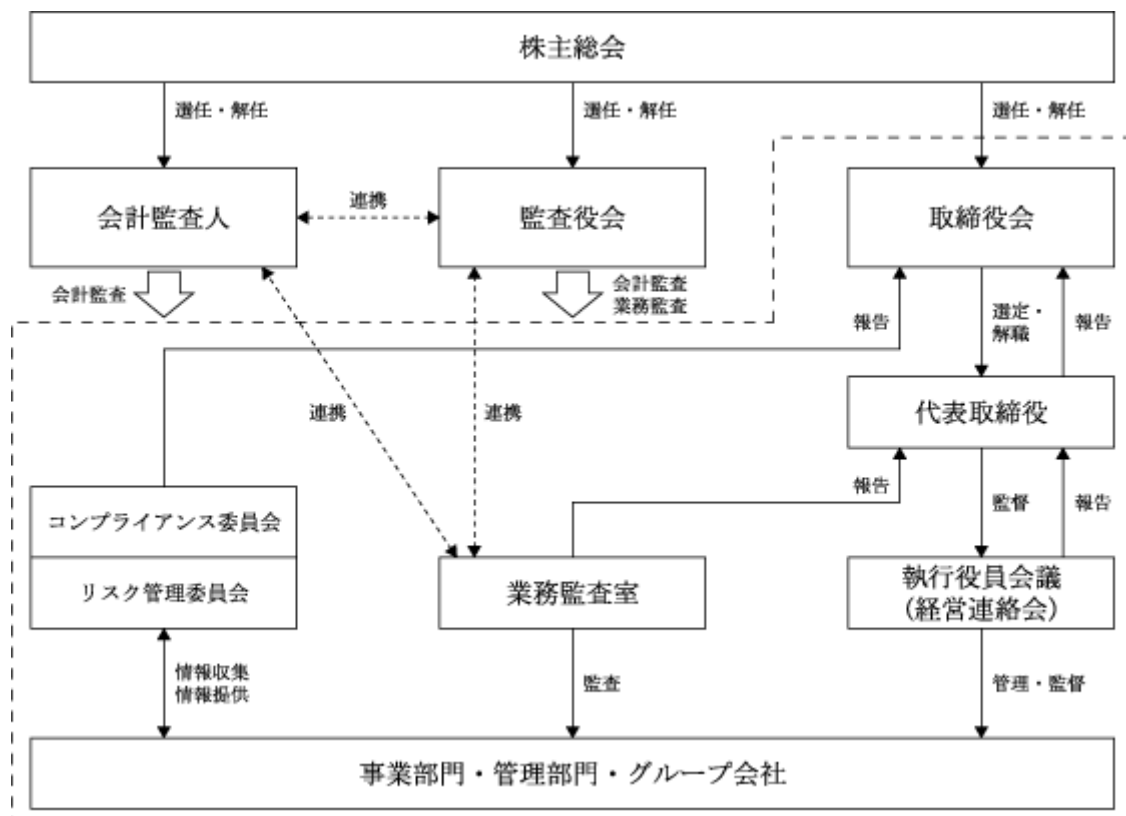 株主総会
選任・解任
選任・解任
選任・解任
会計監査人
連携
監査役会
取締役会
会計監査
会計監査
業務監査
報告
選定・
解職
報告
連携
連携
代表取締役
報告
監督
報告
コンプライアンス委員会
リスク管理委員会
業務監査室
執行役員会議
(経営連絡会)
情報収集
情報提供
監査
管理・監督
事業部門・管理部門・グループ会社